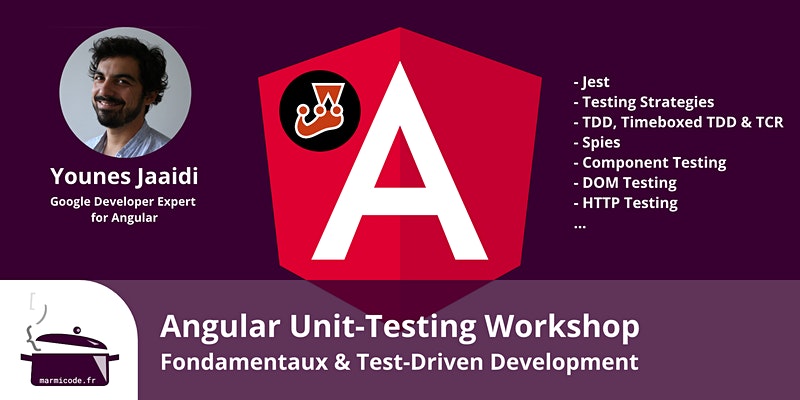 Younes Jaaidi
Google Developer Expert
for Angular
A
- Jest
- Testing Strategies
- TDD, Timeboxed TDD & TCR
- Spies
- Component Testing
- DOM Testing
- HTTP Testing
...
Angular Unit-Testing Workshop
Fondamentaux & Test-Driven Development
marmicode.fr